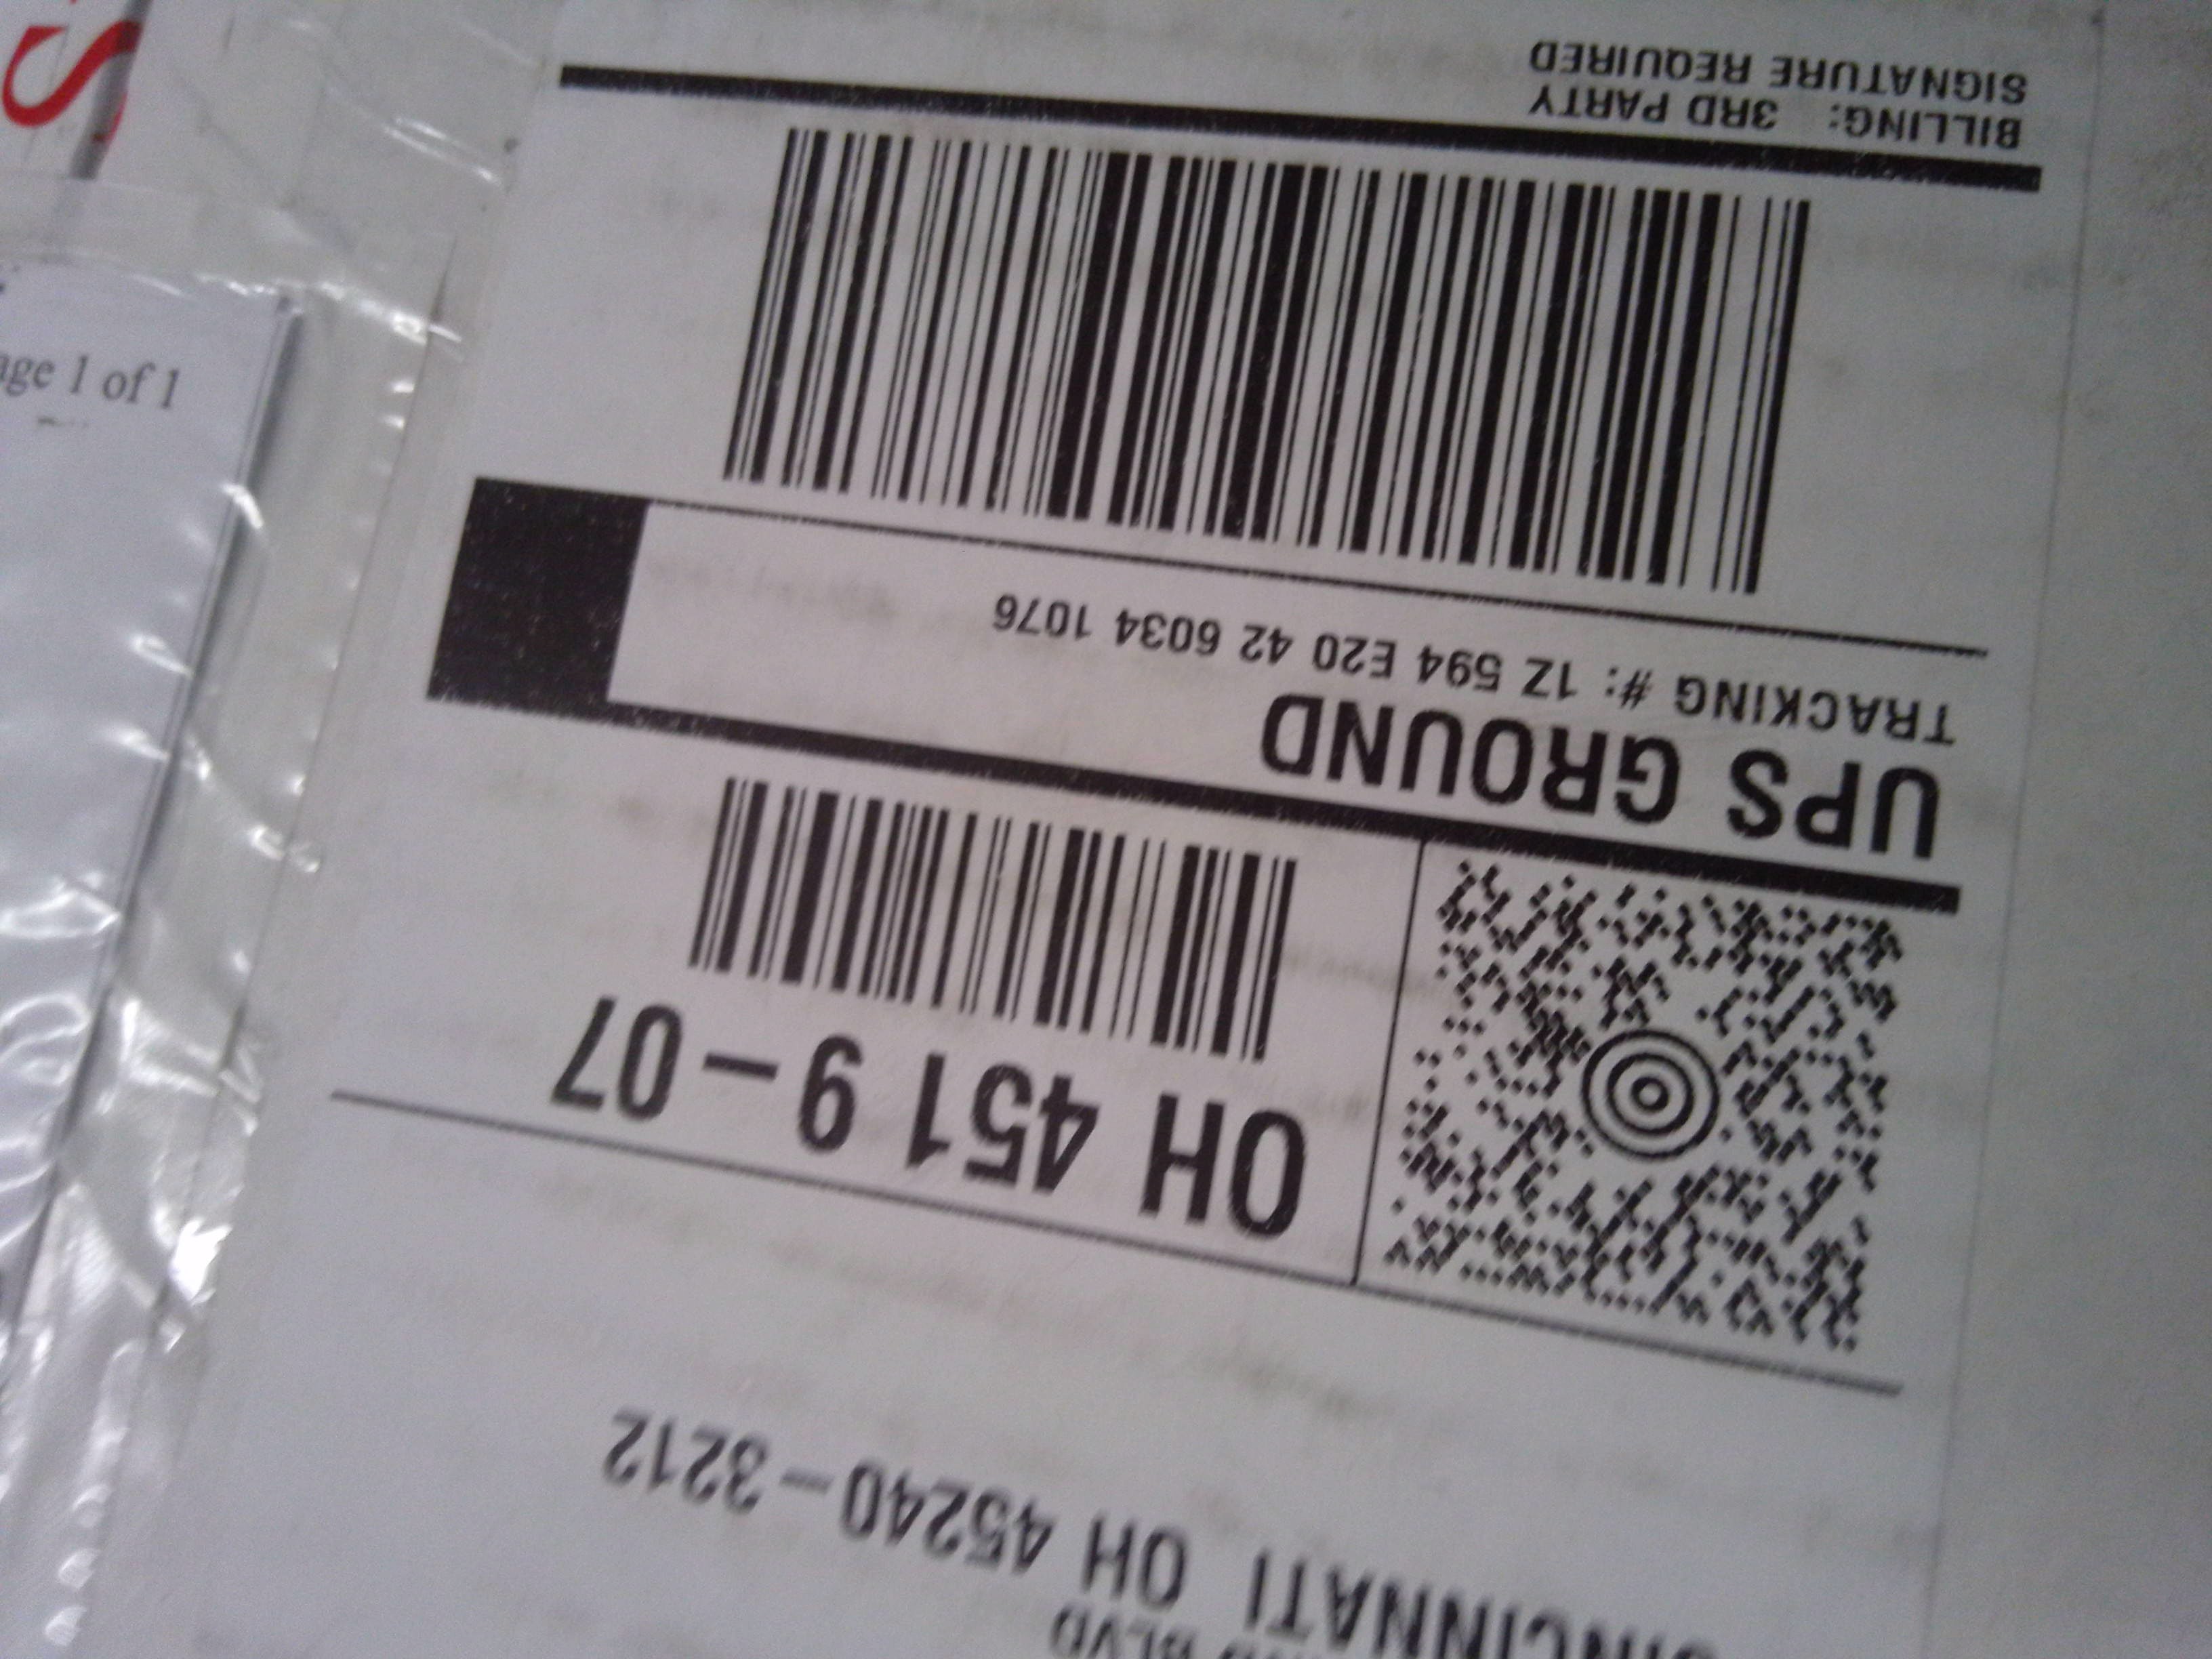 BLVD
CINCINNATI OH 45240-3212
OH 451 9-07
UPS GROUND
TRACKING #: 1Z 594 E20 42 6034 1076
BILLING: 3RD PARTY
SIGNATURE REQUIRED
1 of 1